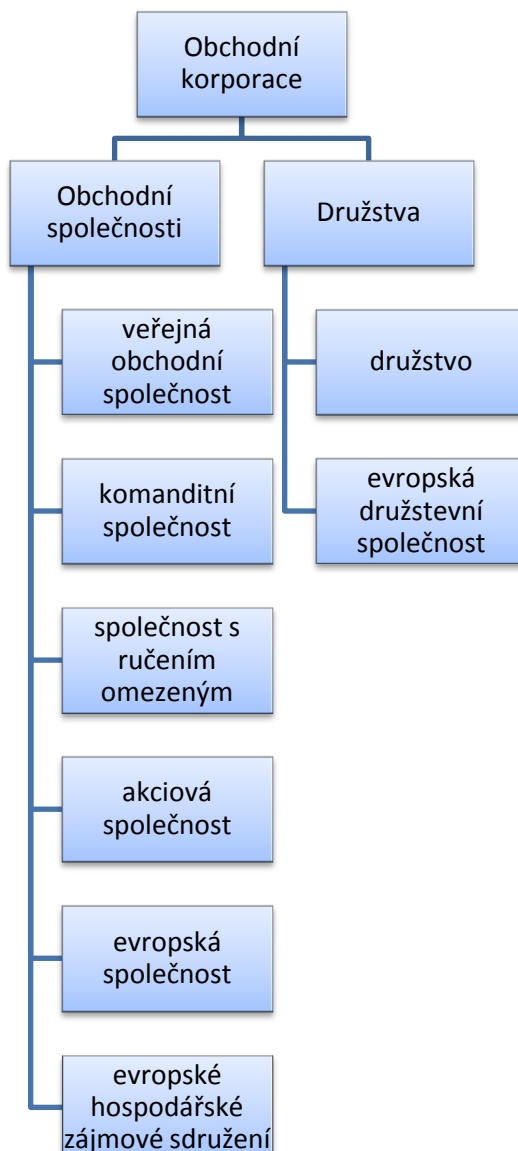 Obchodní
korporace
Obchodní
společnosti
Družstva
veřejná
obchodní
společnost
komanditní
společnost
společnost s
ručením
omezeným
akciová
společnost
evropská
společnost
evropské
hospodářské
zájmové sdružení
družstvo
evropská
družstevní
společnost